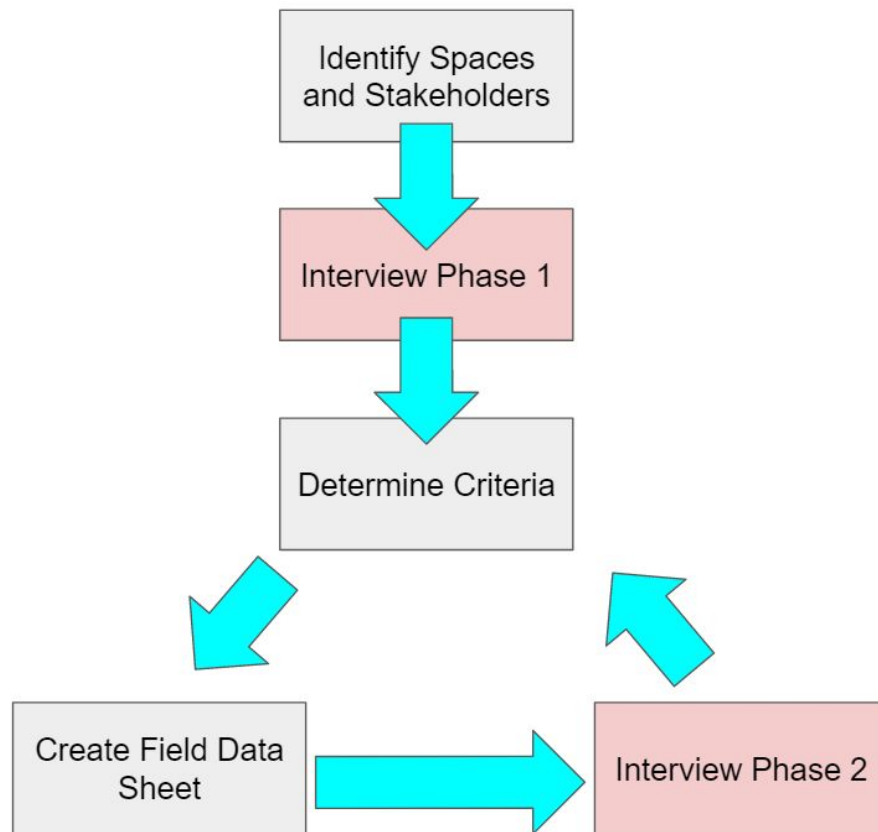 Identify Spaces
and Stakeholders
Interview Phase 1
Determine Criteria
Create Field Data
Sheet
Interview Phase 2